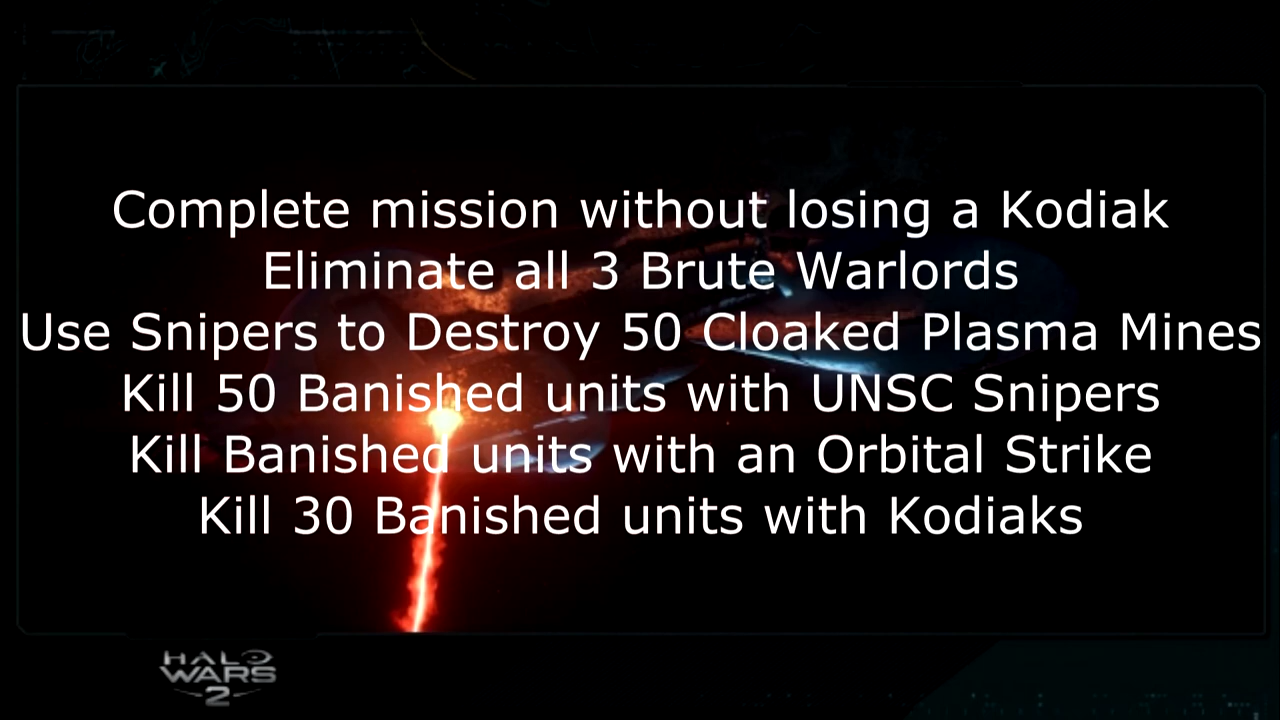 Complete mission without losing a Kodiak
Eliminate all 3 Brute Warlords
Use Snipers to Destroy 50 Cloaked Plasma Mines
Kill 50 Banished units with UNSC Snipers
Kill Banished units with an Orbital Strike
Kill 30 Banished units with Kodiaks
HALO
WARS
2